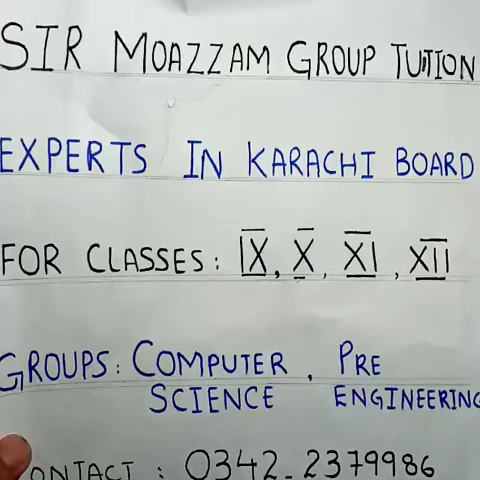 SIR MOAZZAM GROUP TUITION
EXPERTS IN KARACHI BOARD
FOR CLASSES: IX, X, XI, XII
GROUPS: COMPUTER SCIENCE, PRE ENGINEERING
CONTACT : 0342-2379986